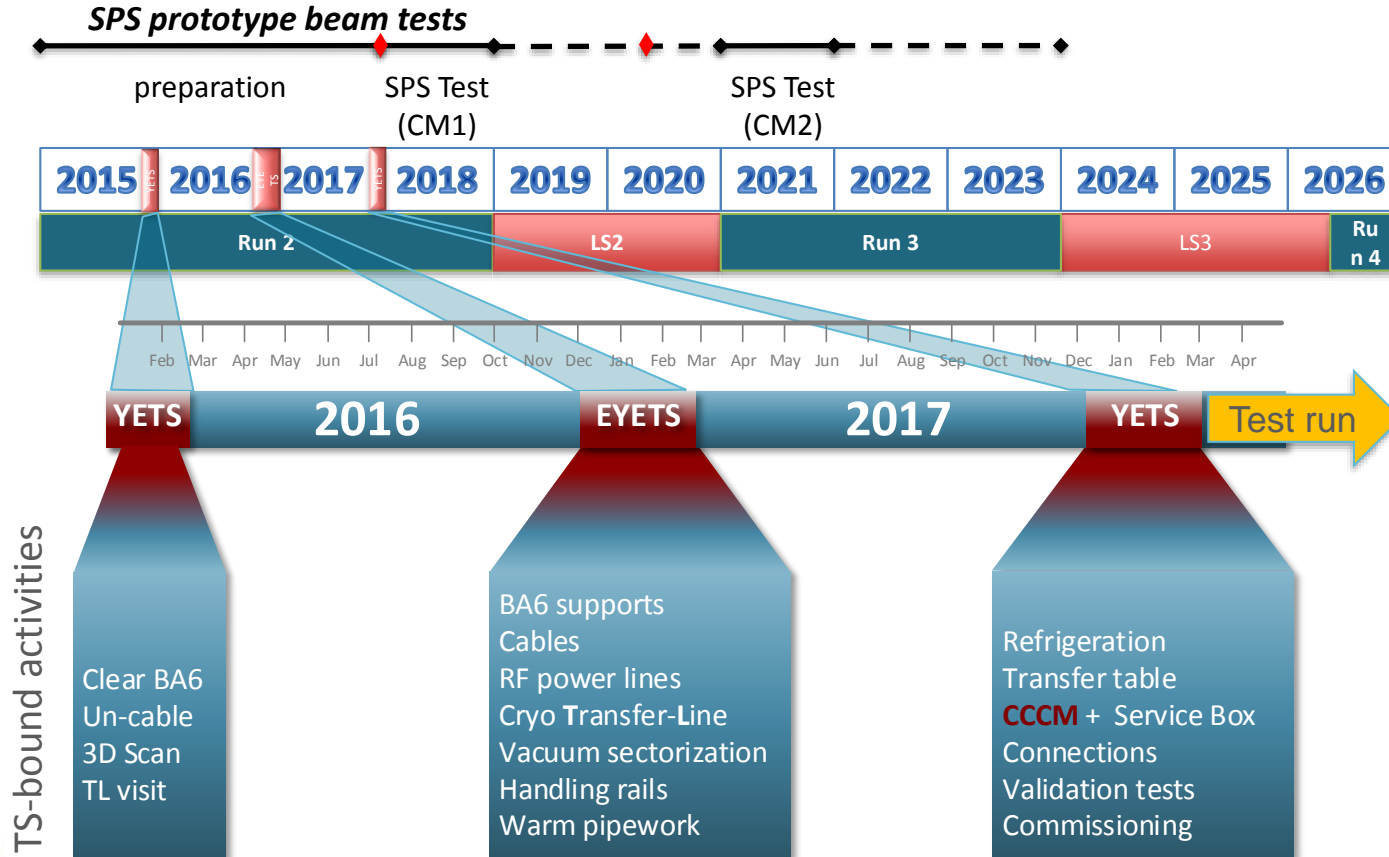 SPS prototype beam tests
preparation
SPS Test
(CM1)
SPS Test
(CM2)
2015 YETS 2016 EYE TS 2017 YETS 2018 2019 2020 2021 2022 2023 2024 2025 2026
Run 2 LS2 Run 3 LS3 Ru
n 4
Feb Mar Apr May Jun Jul Aug Sep Oct Nov Dec Jan Feb Mar Apr May Jun Jul Aug Sep Oct Nov Dec Jan Feb Mar Apr
YETS 2016 EYETS 2017 YETS Test run
TS-bound activities
Clear BA6
Un-cable
3D Scan
TL visit
BA6 supports
Cables
RF power lines
Cryo Transfer-Line
Vacuum sectorization
Handling rails
Warm pipework
Refrigeration
Transfer table
CCCM + Service Box
Connections
Validation tests
Commissioning